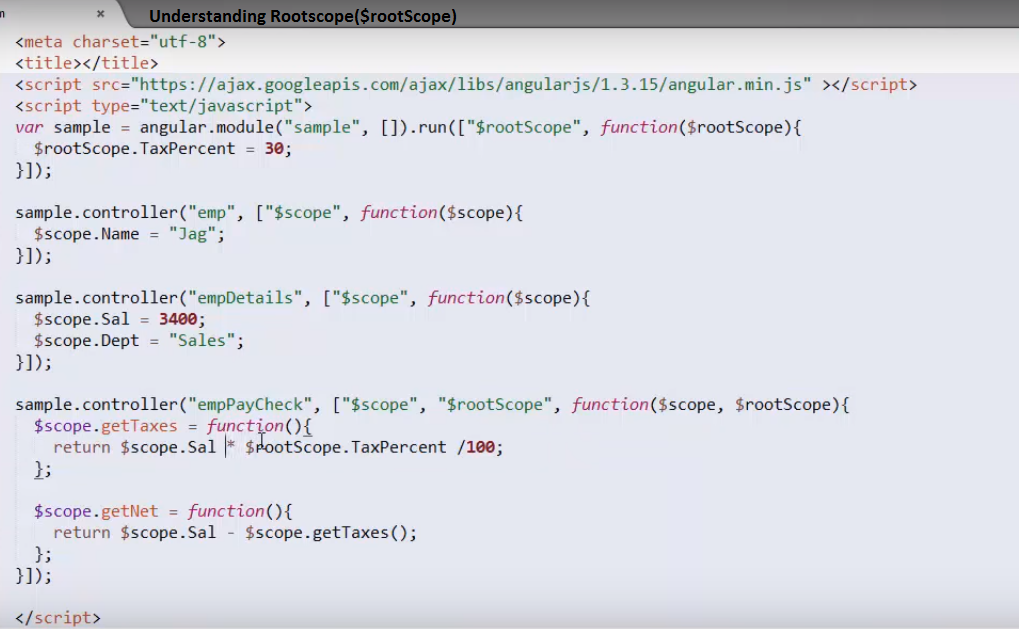 m × Understanding Rootscope($rootScope)
<meta charset="utf-8">
<title></title>
<script src="https://ajax.googleapis.com/ajax/libs/angularjs/1.3.15/angular.min.js" ></script>
<script type="text/javascript">
var sample = angular.module("sample", []).run(["$rootScope", function($rootScope){
  $rootScope.TaxPercent = 30;
}]);

sample.controller("emp", ["$scope", function($scope){
  $scope.Name = "Jag";
}]);

sample.controller("empDetails", ["$scope", function($scope){
  $scope.Sal = 3400;
  $scope.Dept = "Sales";
}]);

sample.controller("empPayCheck", ["$scope", "$rootScope", function($scope, $rootScope){
  $scope.getTaxes = function(){
    return $scope.Sal * $rootScope.TaxPercent /100;
  };

  $scope.getNet = function(){
    return $scope.Sal - $scope.getTaxes();
  };
}]);

</script>